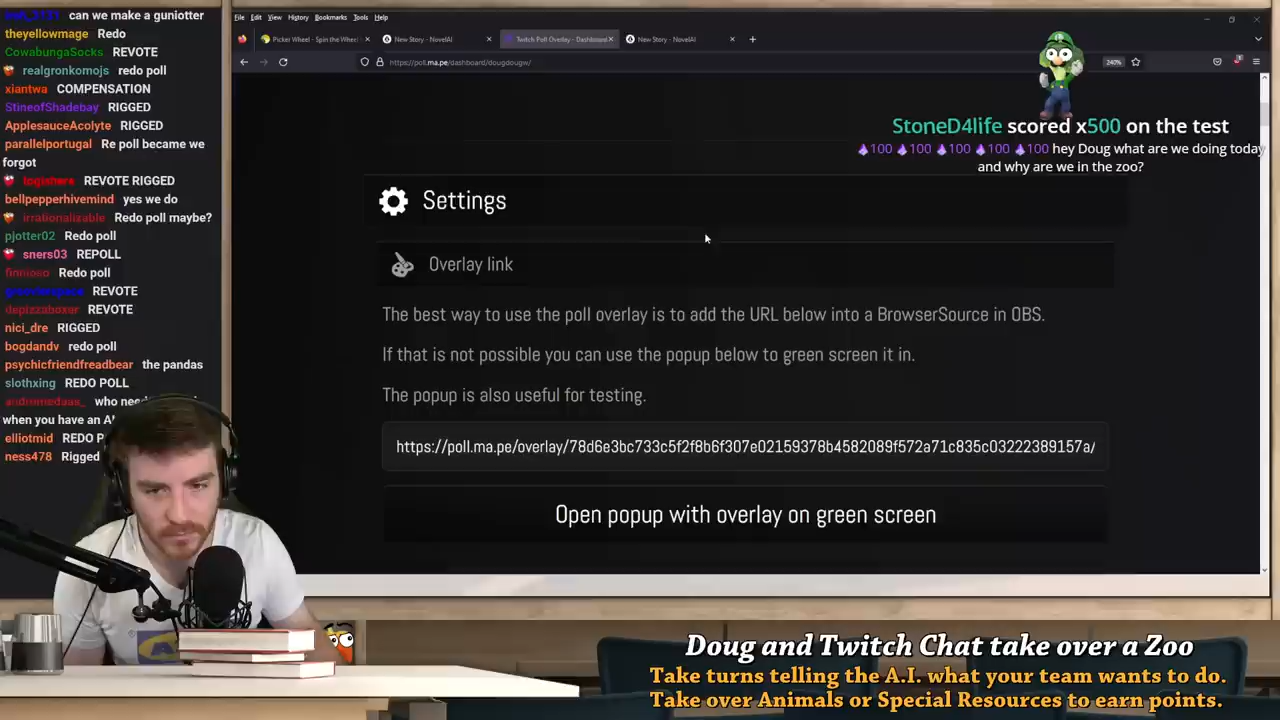 can we make a guniotter
theyellowmage Redo
CowabungaSocks REVOTE
realgronkomojs redo poll
xiantwa COMPENSATION
StineofShadebay RIGGED
ApplesauceAcolyte RIGGED
parallelportugal Re poll became we
forgot
REVOTE RIGGED
bellpepperhivemind yes we do
irrationalizable Redo poll maybe?
pjotter02 Redo poll
sners03 REPOLL
Redo poll
REVOTE
depizzaboxer REVOTE
nici_dre RIGGED
bogdandv redo poll
psychicfriendfreadbear the pandas
slothxing REDO POLL
andromedaas_ who
when you have an
elliotmid REDO
ness478 Rigged
File Edit View History Bookmarks Tools Help
Picker Wheel - Spin the Wheel
New Story - NovelAI
Twitch Poll Overlay - Dashboard
New Story - NovelAI
https://poll.ma.pe/dashboard/dougdougw/
240%
StoneD4life scored x500 on the test
100 100 100 100 100 hey Doug what are we doing today
and why are we in the zoo?
Settings
Overlay link
The best way to use the poll overlay is to add the URL below into a BrowserSource in OBS.
If that is not possible you can use the popup below to green screen it in.
The popup is also useful for testing.
https://poll.ma.pe/overlay/78d6e3bc733c5f2f8b6f307e02159378b4582089f572a71c835c03222389157a/
Open popup with overlay on green screen
Doug and Twitch Chat take over a Zoo
Take turns telling the A.I. what your team wants to do.
Take over Animals or Special Resources to earn points.